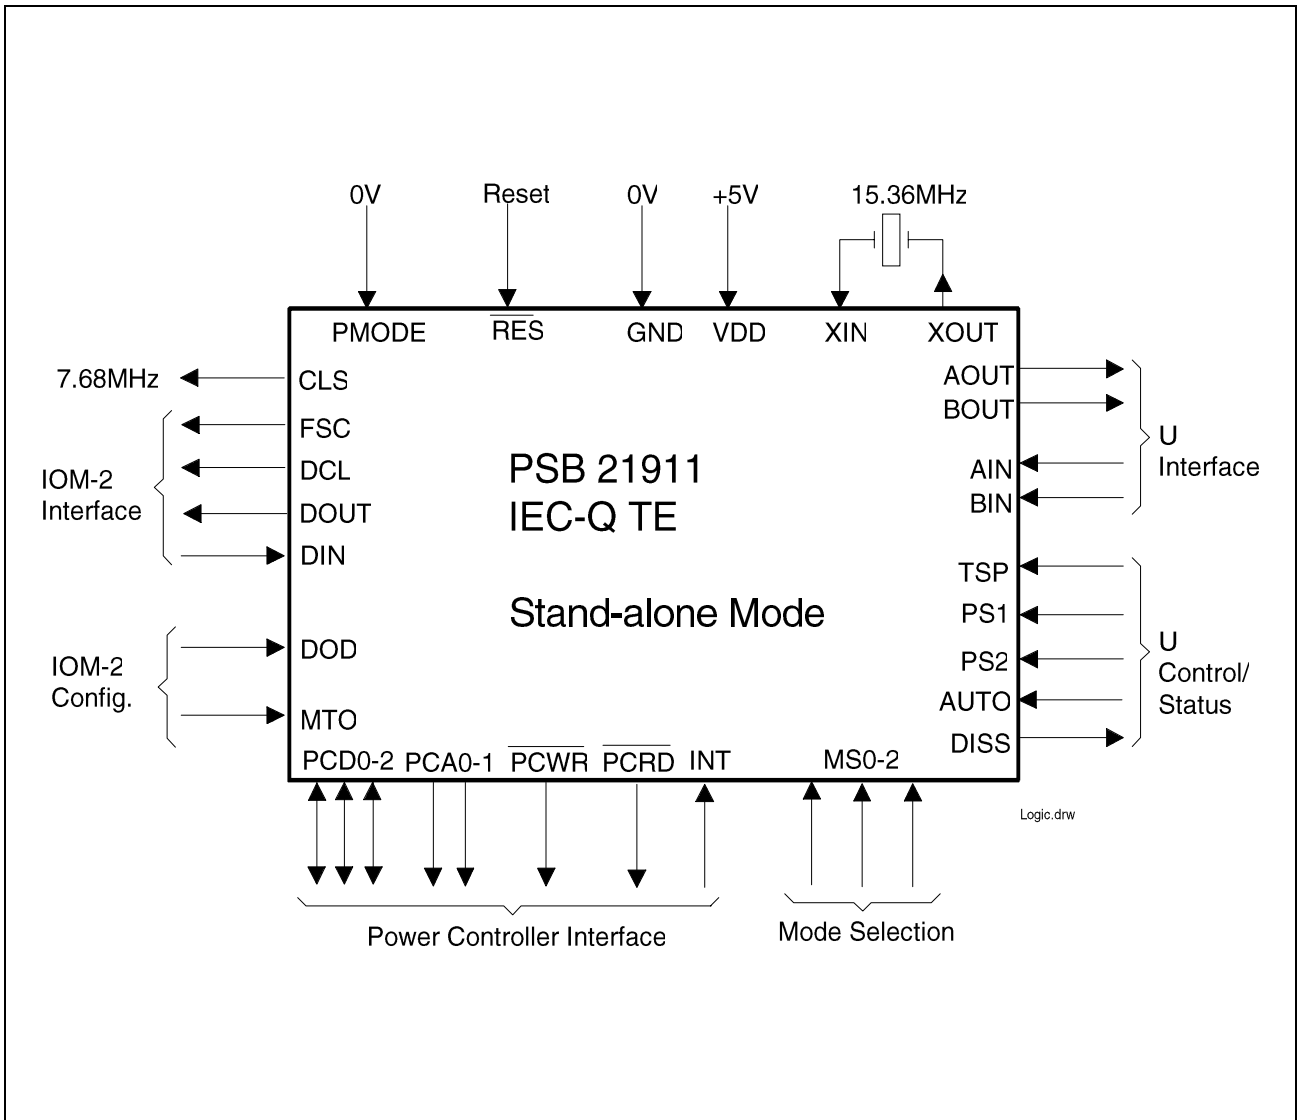 0V
Reset
0V
+5V
15.36MHz
PMODE
RES
GND
VDD
XIN
XOUT
7.68MHz
CLS
FSC
DCL
DOUT
DIN
IOM-2
Interface
DOD
MTO
IOM-2
Config.
PSB 21911
IEC-Q TE
Stand-alone Mode
AOUT
BOUT
AIN
BIN
U
Interface
TSP
PS1
PS2
AUTO
DISS
U
Control/
Status
PCD0-2
PCA0-1
PCWR
PCRD
INT
MS0-2
Logic.drw
Power Controller Interface
Mode Selection